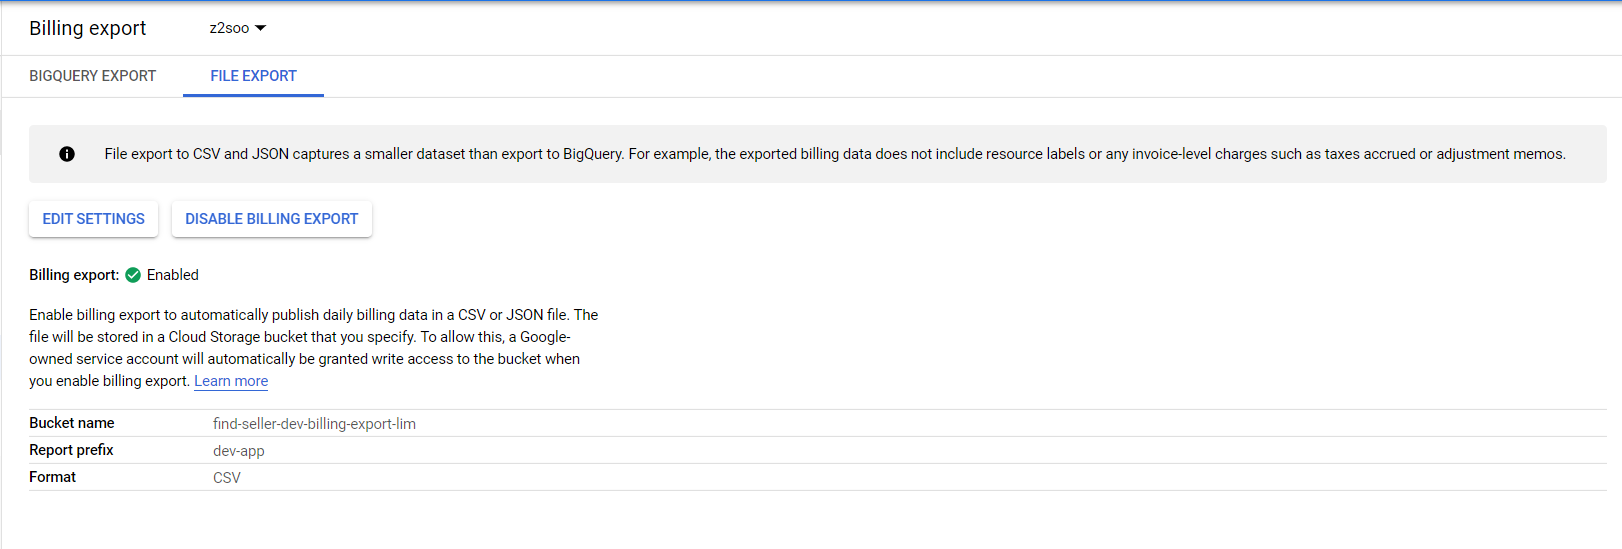 Billing export z2soo
BIGQUERY EXPORT FILE EXPORT
File export to CSV and JSON captures a smaller dataset than export to BigQuery. For example, the exported billing data does not include resource labels or any invoice-level charges such as taxes accrued or adjustment memos.
EDIT SETTINGS DISABLE BILLING EXPORT
Billing export: Enabled
Enable billing export to automatically publish daily billing data in a CSV or JSON file. The
file will be stored in a Cloud Storage bucket that you specify. To allow this, a Google-
owned service account will automatically be granted write access to the bucket when
you enable billing export. Learn more
Bucket name find-seller-dev-billing-export-lim
Report prefix dev-app
Format CSV